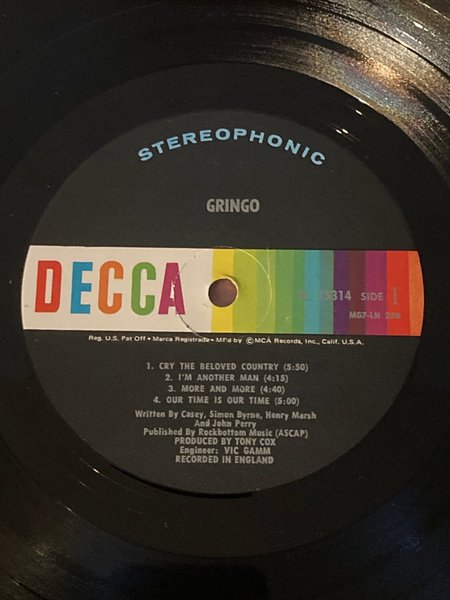 STEREOPHONIC
GRINGO
DECCA
SIDE 1
Reg. U.S. Pat Off • Marca Registrada • Mf'd by ©MCA Records, Inc., Calif. U.S.A.
1. CRY THE BELOVED COUNTRY (5:50)
2. I'M ANOTHER MAN (4:15)
3. MORE AND MORE (4:40)
4. OUR TIME IS OUR TIME (5:00)
Written By Casey, Simon Byrne, Henry Marsh
And John Perry
Published By Rockbottom Music (ASCAP)
PRODUCED BY TONY COX
Engineer: VIC GAMM
RECORDED IN ENGLAND